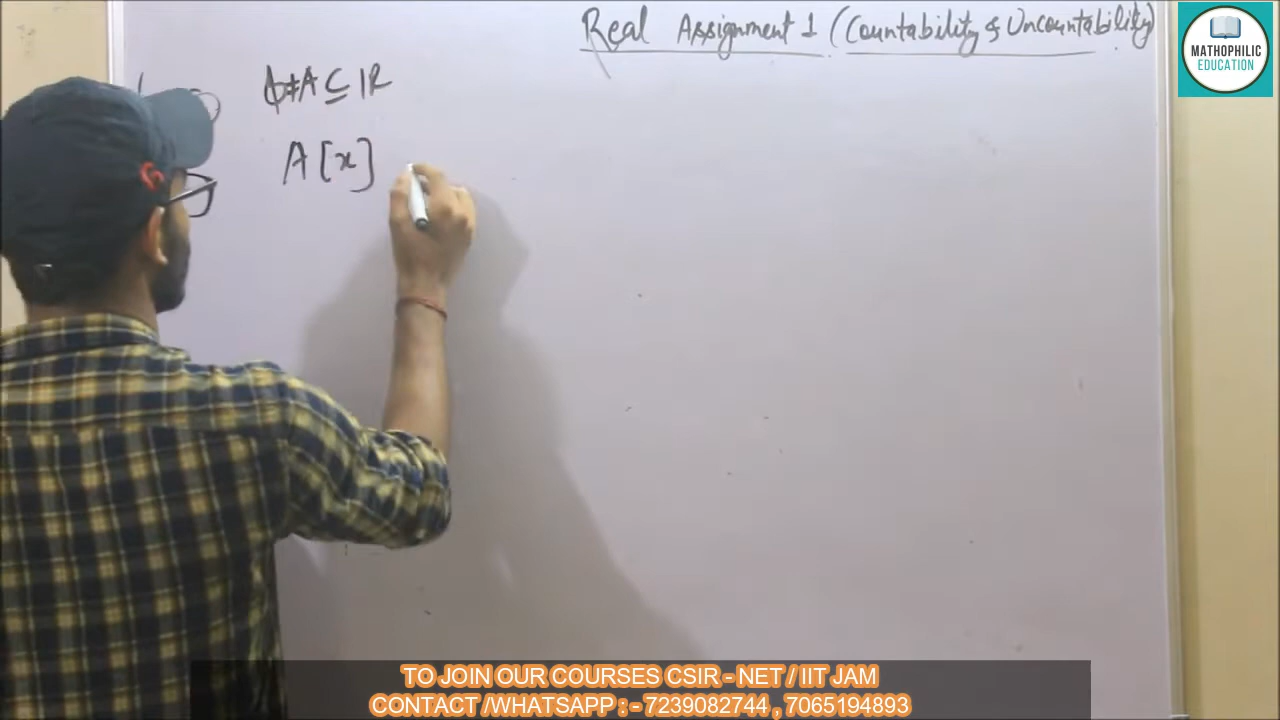 Real Assignment 1 (Countability & Uncountability)
MATHOPHILIC
EDUCATION
ϕ ≠ A ⊆ ℝ
A[x]
TO JOIN OUR COURSES CSIR - NET / IIT JAM
CONTACT /WHATSAPP : - 7239082744 , 7065194893